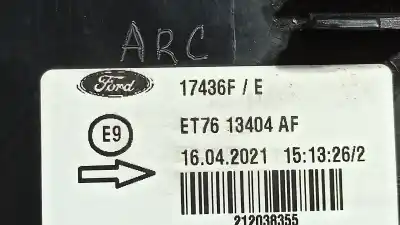 ARC
Ford
17436F / E
E9
ET76 13404 AF
16.04.2021 15:13:26/2
212038355